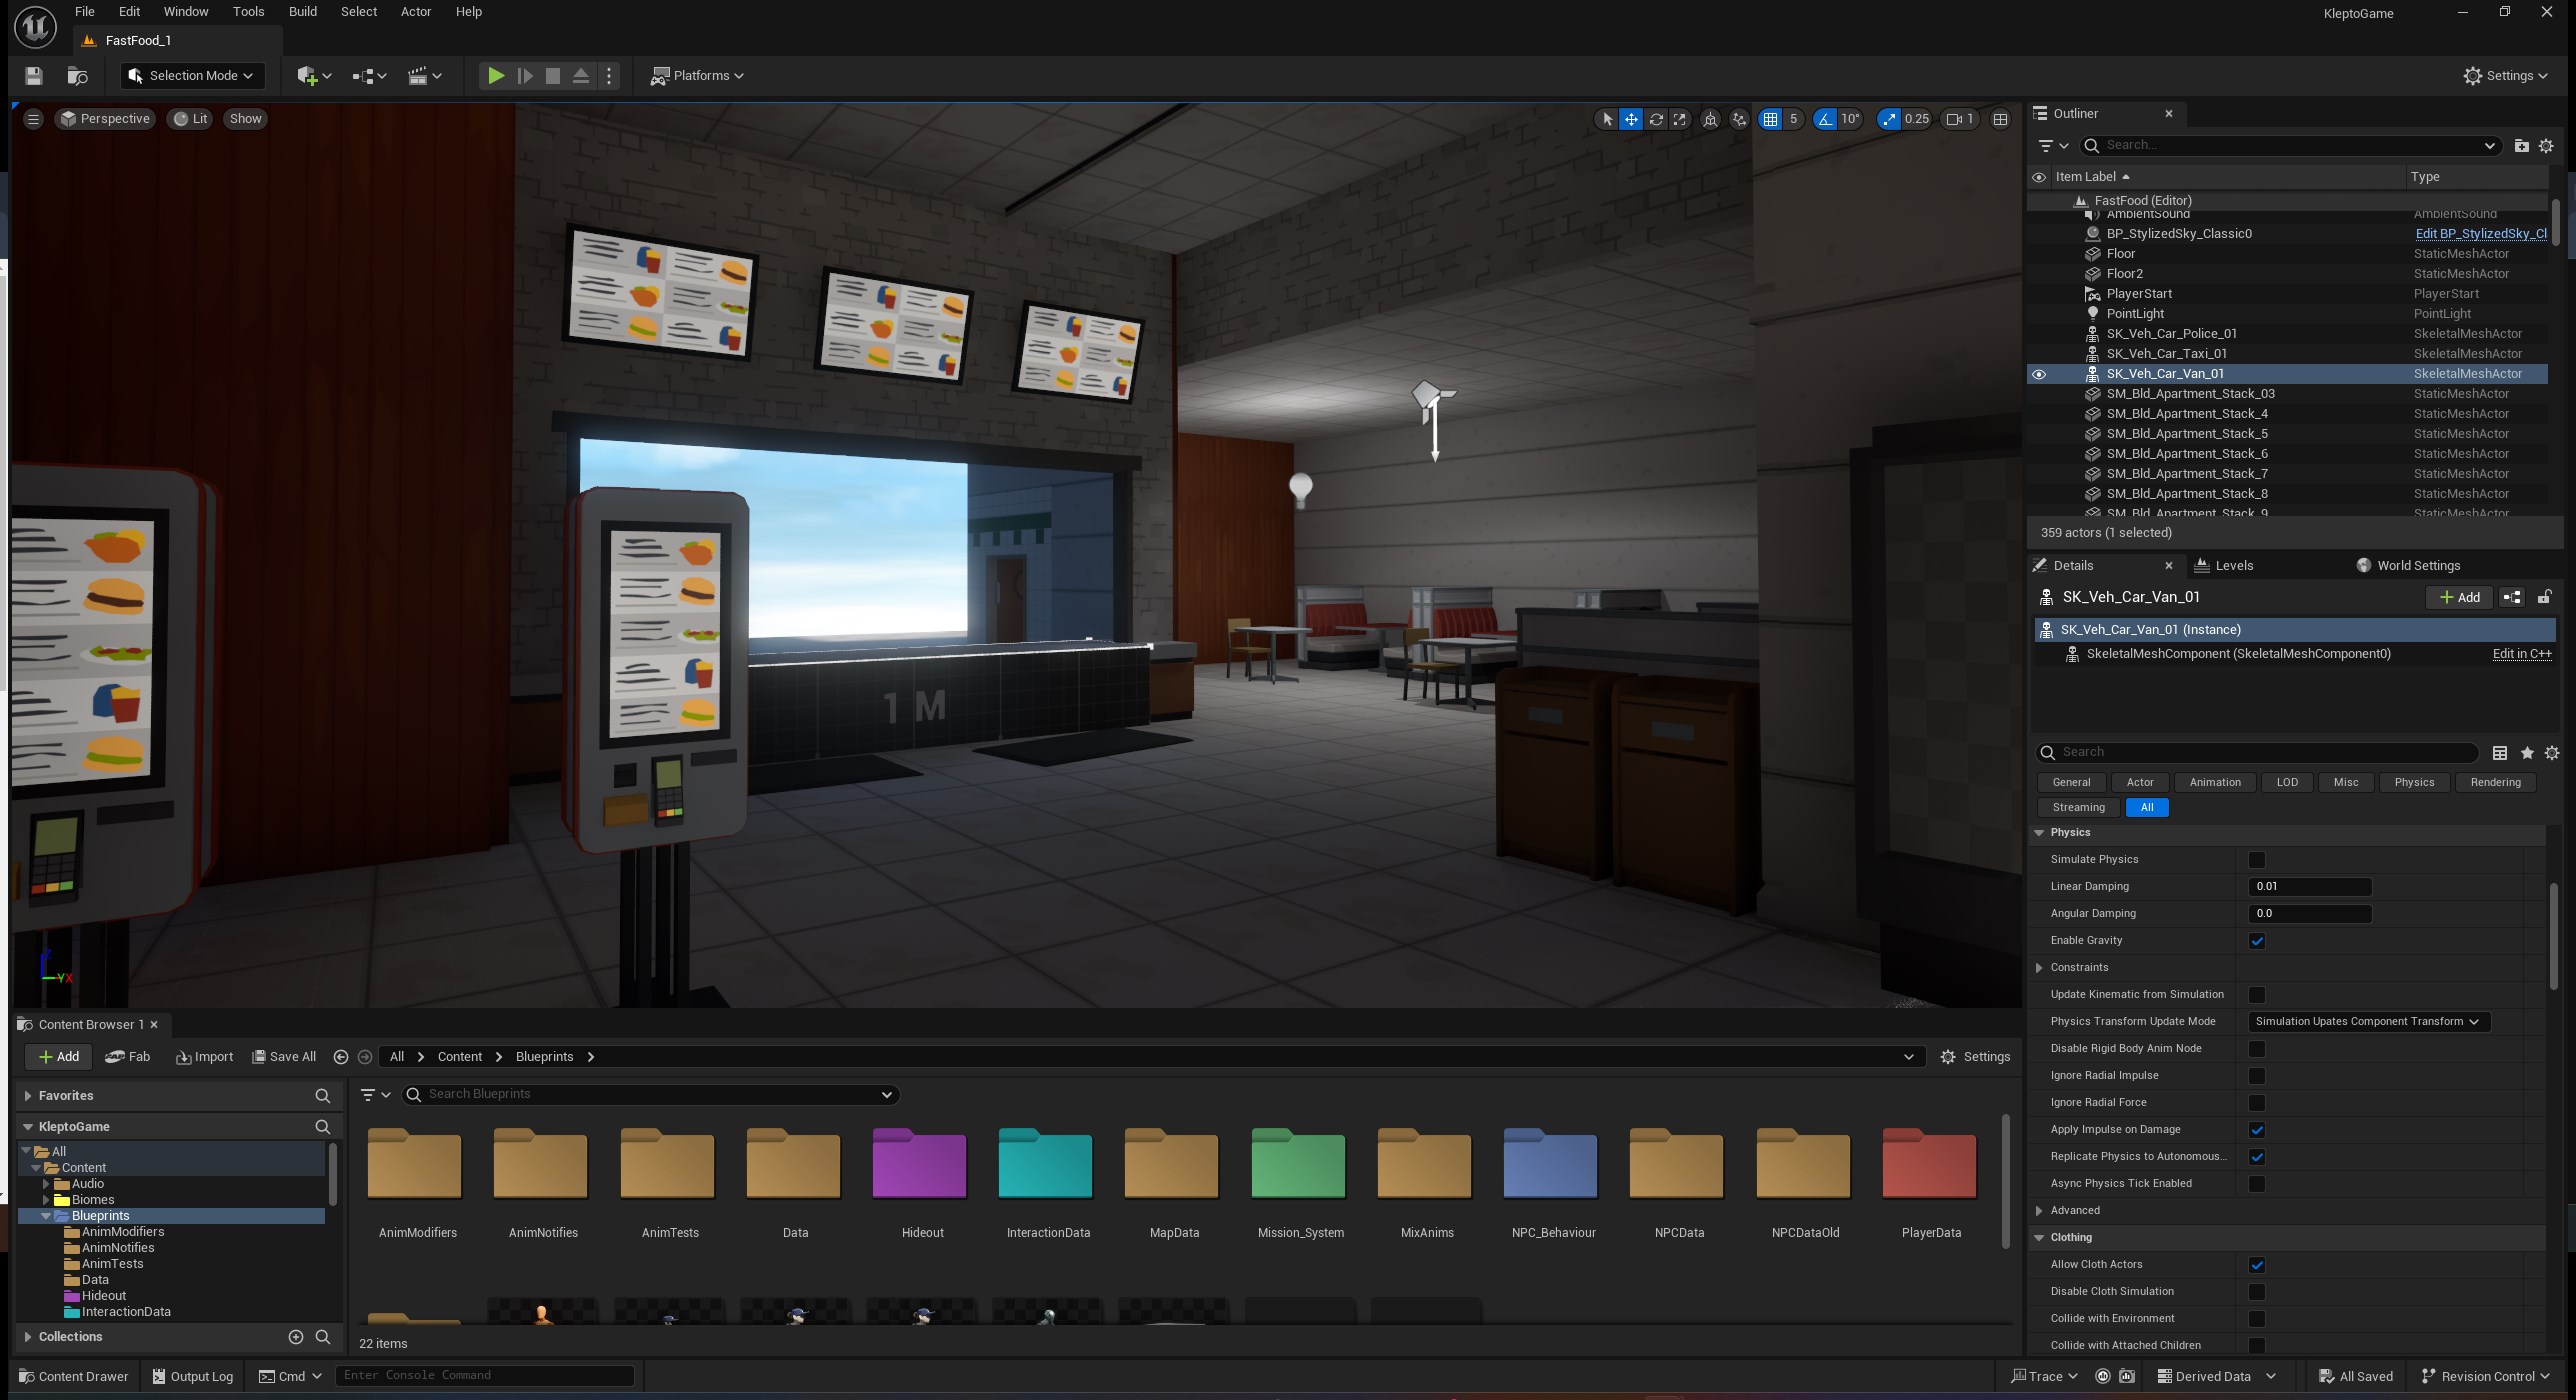 File Edit Window Tools Build Select Actor Help
KleptoGame
FastFood_1
Selection Mode
Platforms
Settings
Perspective Lit Show
5 10° 0.25 1
1 M
Outliner
Search...
Item Label Type
FastFood (Editor)
AmbientSound AmbientSound
BP_StylizedSky_Classic0 Edit BP_StylizedSky_Cl
Floor StaticMeshActor
Floor2 StaticMeshActor
PlayerStart PlayerStart
PointLight PointLight
SK_Veh_Car_Police_01 SkeletalMeshActor
SK_Veh_Car_Taxi_01 SkeletalMeshActor
SK_Veh_Car_Van_01 SkeletalMeshActor
SM_Bld_Apartment_Stack_03 StaticMeshActor
SM_Bld_Apartment_Stack_4 StaticMeshActor
SM_Bld_Apartment_Stack_5 StaticMeshActor
SM_Bld_Apartment_Stack_6 StaticMeshActor
SM_Bld_Apartment_Stack_7 StaticMeshActor
SM_Bld_Apartment_Stack_8 StaticMeshActor
SM_Bld_Apartment_Stack_9 StaticMeshActor
359 actors (1 selected)
Details Levels World Settings
SK_Veh_Car_Van_01 Add
SK_Veh_Car_Van_01 (Instance)
SkeletalMeshComponent (SkeletalMeshComponent0) Edit in C++
Search
General Actor Animation LOD Misc Physics Rendering
Streaming All
Physics
Simulate Physics
Linear Damping 0.01
Angular Damping 0.0
Enable Gravity
Constraints
Update Kinematic from Simulation
Physics Transform Update Mode Simulation Upates Component Transform
Disable Rigid Body Anim Node
Ignore Radial Impulse
Ignore Radial Force
Apply Impulse on Damage
Replicate Physics to Autonomous...
Async Physics Tick Enabled
Advanced
Clothing
Allow Cloth Actors
Disable Cloth Simulation
Collide with Environment
Collide with Attached Children
Content Browser 1
Add Fab Import Save All All Content Blueprints Settings
Favorites
KleptoGame
All
Content
Audio
Biomes
Blueprints
AnimModifiers
AnimNotifies
AnimTests
Data
Hideout
InteractionData
Collections
Search Blueprints
AnimModifiers AnimNotifies AnimTests Data Hideout InteractionData MapData Mission_System MixAnims NPC_Behaviour NPCData NPCDataOld PlayerData
22 items
Content Drawer Output Log Cmd Enter Console Command Trace Derived Data All Saved Revision Control